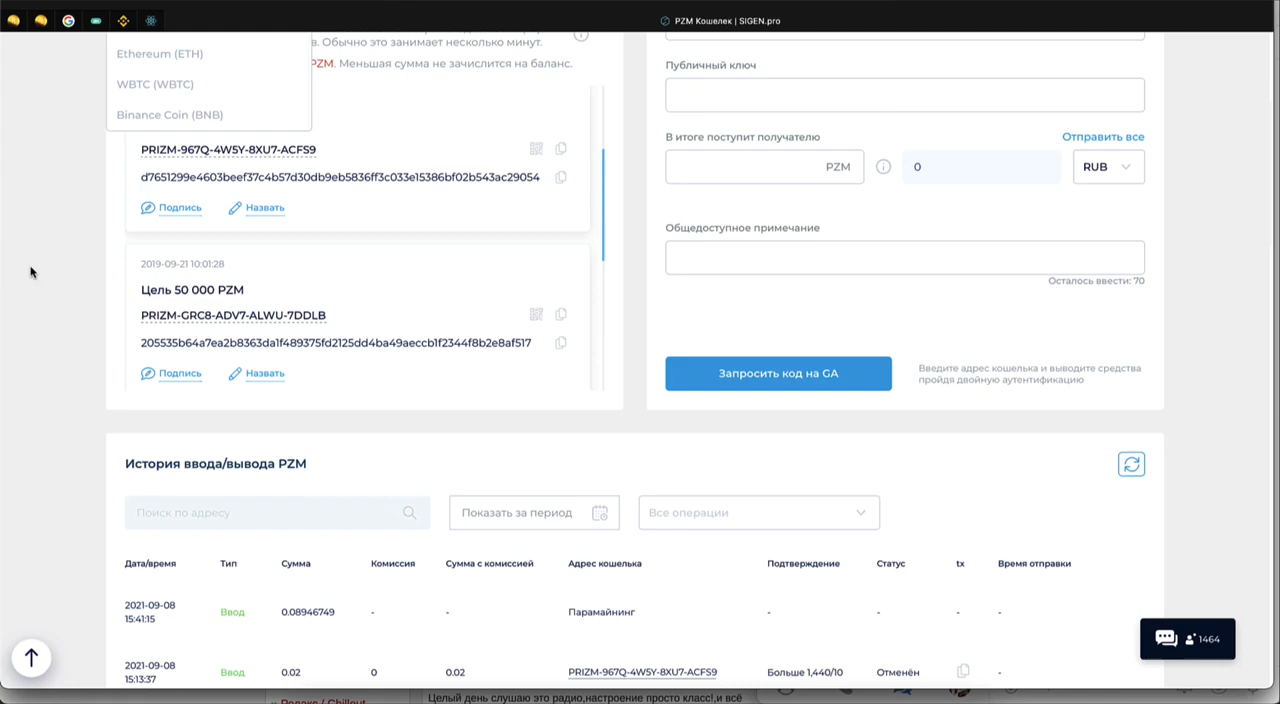 PZM Кошелек | SIGEN.pro
Ethereum (ETH)
WBTC (WBTC)
Binance Coin (BNB)
в. Обычно это занимает несколько минут.
PZM. Меньшая сумма не зачислится на баланс.
PRIZM-967Q-4W5Y-8XU7-ACFS9
d7651299e4603beef37c4b57d30db9eb5836ff3c033e15386bf02b543ac29054
Подпись
Назвать
2019-09-21 10:01:28
Цель 50 000 PZM
PRIZM-GRC8-ADV7-ALWU-7DDLB
205535b64a7ea2b8363da1f489375fd2125dd4ba49aeccb1f2344f8b2e8af517
Подпись
Назвать
Публичный ключ
В итоге поступит получателю
Отправить все
PZM
0
RUB
Общедоступное примечание
Осталось ввести: 70
Запросить код на GA
Введите адрес кошелька и выводите средства
пройдя двойную аутентификацию
История ввода/вывода PZM
Поиск по адресу
Показать за период
Все операции
Дата/время Тип Сумма Комиссия Сумма с комиссией Адрес кошелька Подтверждение Статус tx Время отправки
2021-09-08
15:41:15
Ввод 0.08946749 - - Парамайнинг - - - -
2021-09-08
15:13:37
Ввод 0.02 0 0.02 PRIZM-967Q-4W5Y-8XU7-ACFS9 Больше 1,440/10 Отменён -
1464
Релакс / Chillout
Целый день слушаю это радио,настроение просто класс!,и всё